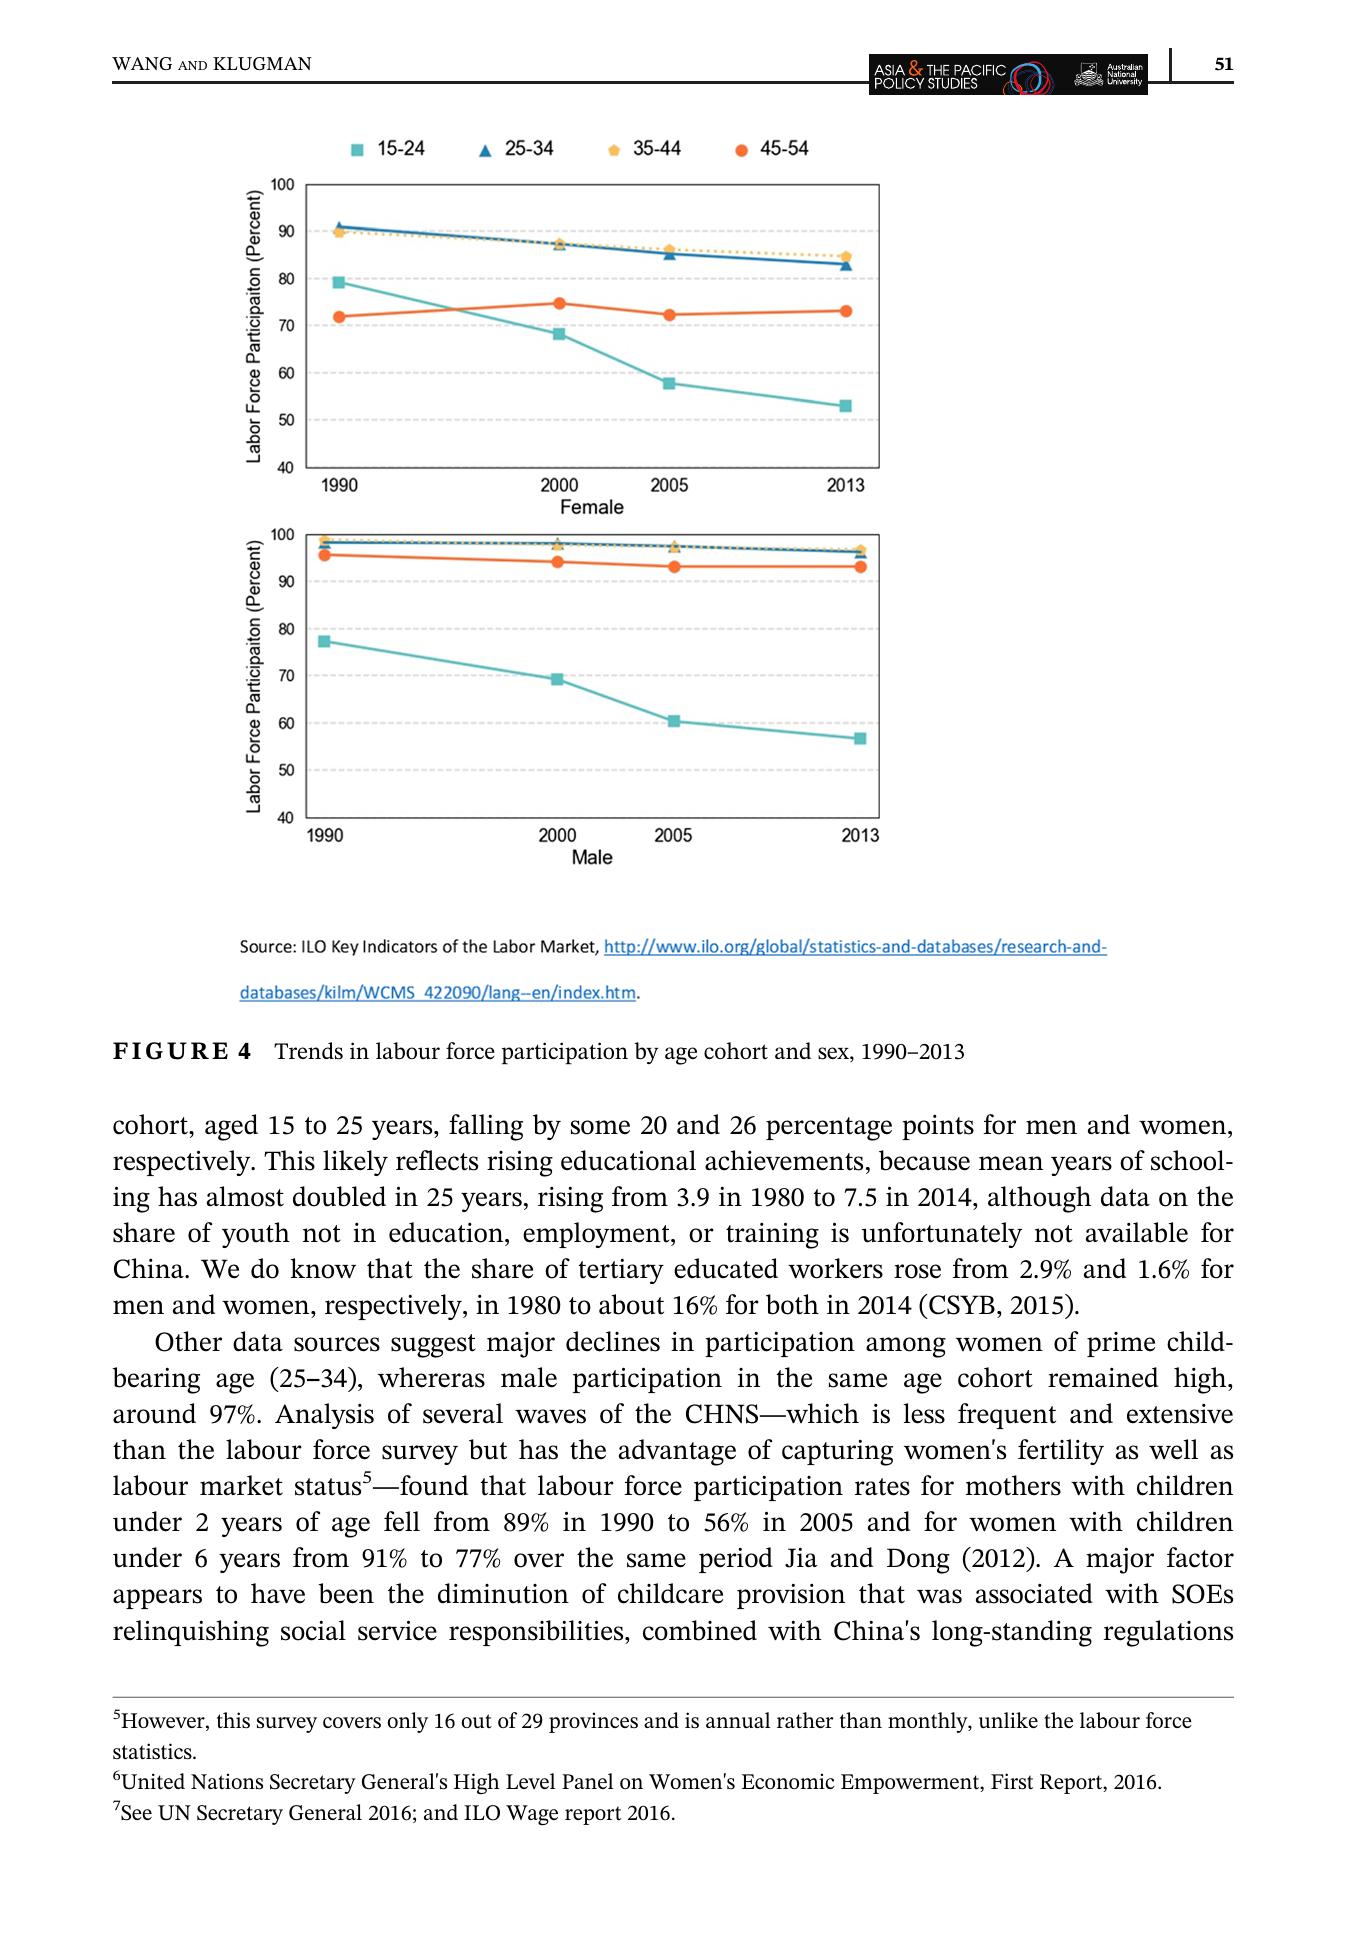 WANG AND KLUGMAN
ASIA & THE PACIFIC
POLICY STUDIES
Australian
National
University
51
15-24 25-34 35-44 45-54
Labor Force Participaiton (Percent)
100
90
80
70
60
50
40
1990 2000 2005 2013
Female
Labor Force Participaiton (Percent)
100
90
80
70
60
50
40
1990 2000 2005 2013
Male
Source: ILO Key Indicators of the Labor Market, http://www.ilo.org/global/statistics-and-databases/research-and-
databases/kilm/WCMS_422090/lang--en/index.htm.
FIGURE 4 Trends in labour force participation by age cohort and sex, 1990–2013
cohort, aged 15 to 25 years, falling by some 20 and 26 percentage points for men and women,
respectively. This likely reflects rising educational achievements, because mean years of school-
ing has almost doubled in 25 years, rising from 3.9 in 1980 to 7.5 in 2014, although data on the
share of youth not in education, employment, or training is unfortunately not available for
China. We do know that the share of tertiary educated workers rose from 2.9% and 1.6% for
men and women, respectively, in 1980 to about 16% for both in 2014 (CSYB, 2015).
Other data sources suggest major declines in participation among women of prime child-
bearing age (25–34), whereras male participation in the same age cohort remained high,
around 97%. Analysis of several waves of the CHNS—which is less frequent and extensive
than the labour force survey but has the advantage of capturing women's fertility as well as
labour market status⁵—found that labour force participation rates for mothers with children
under 2 years of age fell from 89% in 1990 to 56% in 2005 and for women with children
under 6 years from 91% to 77% over the same period Jia and Dong (2012). A major factor
appears to have been the diminution of childcare provision that was associated with SOEs
relinquishing social service responsibilities, combined with China's long-standing regulations
⁵However, this survey covers only 16 out of 29 provinces and is annual rather than monthly, unlike the labour force
statistics.
⁶United Nations Secretary General's High Level Panel on Women's Economic Empowerment, First Report, 2016.
⁷See UN Secretary General 2016; and ILO Wage report 2016.